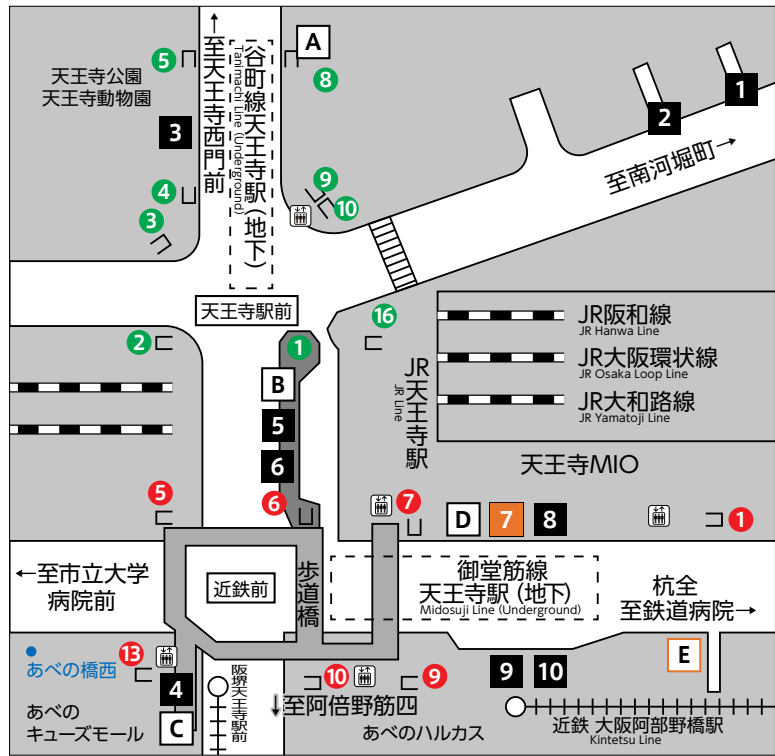 ↑至天王寺西門前
谷町線天王寺駅(地下)
Tanimachi Line (Underground)
A
5
8
天王寺公園
天王寺動物園
1
2
3
至南河堀町→
4
9
10
3
天王寺駅前
2
1
16
JR阪和線
JR Hanwa Line
JR大阪環状線
JR Osaka Loop Line
JR大和路線
JR Yamatoji Line
JR天王寺駅
JR Line
B
5
6
天王寺MIO
5
6
7
D
7
8
1
←至市立大学
病院前
近鉄前
歩道橋
御堂筋線
天王寺駅(地下)
Midosuji Line (Underground)
杭全
至鉄道病院→
あべの橋西
13
4
C
あべの
キューズモール
阪堺天王寺駅前
10
9
↓至阿倍野筋四
あべのハルカス
9
10
E
近鉄 大阪阿部野橋駅
Kintetsu Line